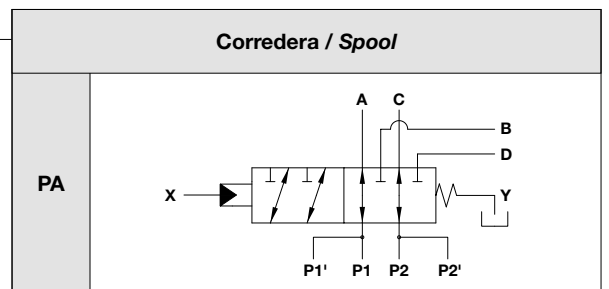 Corredera / Spool
PA
A C
B
D
X
Y
P1' P1 P2 P2'